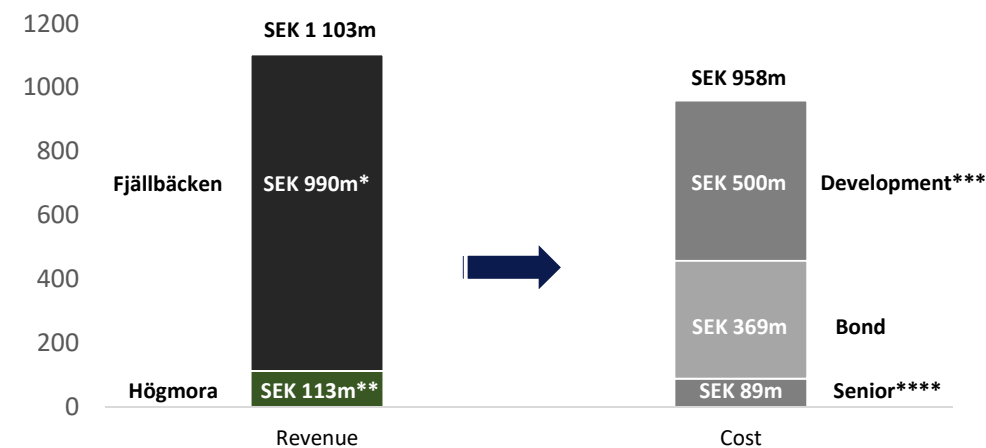 1200
SEK 1 103m
1000
SEK 958m
800
Fjällbäcken SEK 990m* SEK 500m Development***
600
400
SEK 369m Bond
200
Högmora SEK 113m** SEK 89m Senior****
0
Revenue Cost